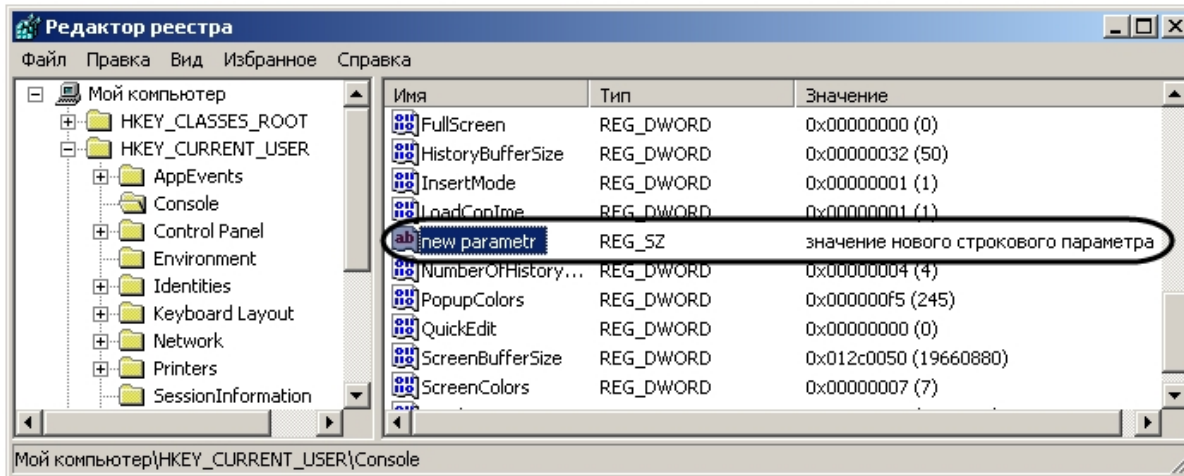 Редактор реестра
Файл Правка Вид Избранное Справка
Мой компьютер
HKEY_CLASSES_ROOT
HKEY_CURRENT_USER
AppEvents
Console
Control Panel
Environment
Identities
Keyboard Layout
Network
Printers
SessionInformation
Имя Тип Значение
FullScreen REG_DWORD 0x00000000 (0)
HistoryBufferSize REG_DWORD 0x00000032 (50)
InsertMode REG_DWORD 0x00000001 (1)
LoadConIme REG_DWORD 0x00000001 (1)
new parametr REG_SZ значение нового строкового параметра
NumberOfHistory... REG_DWORD 0x00000004 (4)
PopupColors REG_DWORD 0x000000f5 (245)
QuickEdit REG_DWORD 0x00000000 (0)
ScreenBufferSize REG_DWORD 0x012c0050 (19660880)
ScreenColors REG_DWORD 0x00000007 (7)
Мой компьютер\HKEY_CURRENT_USER\Console